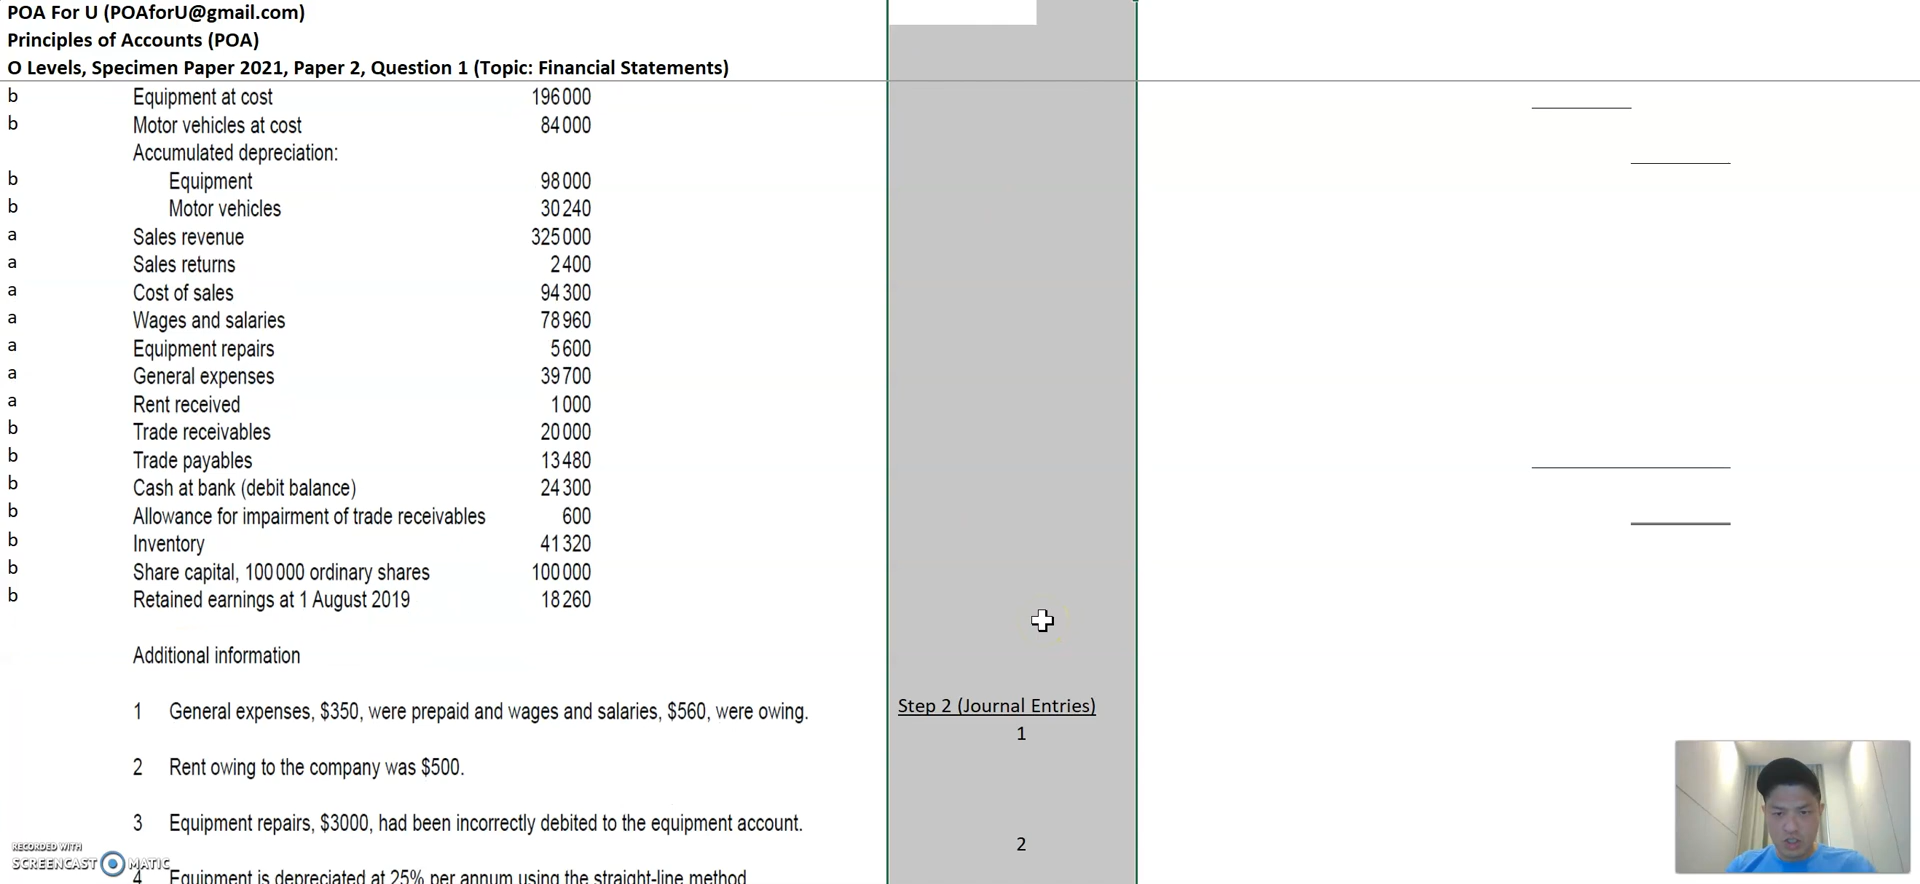 POA For U (POAforU@gmail.com)
Principles of Accounts (POA)
O Levels, Specimen Paper 2021, Paper 2, Question 1 (Topic: Financial Statements)
b Equipment at cost 196000
b Motor vehicles at cost 84000
Accumulated depreciation:
b Equipment 98000
b Motor vehicles 30240
a Sales revenue 325000
a Sales returns 2400
a Cost of sales 94300
a Wages and salaries 78960
a Equipment repairs 5600
a General expenses 39700
a Rent received 1000
b Trade receivables 20000
b Trade payables 13480
b Cash at bank (debit balance) 24300
b Allowance for impairment of trade receivables 600
b Inventory 41320
b Share capital, 100000 ordinary shares 100000
b Retained earnings at 1 August 2019 18260
Additional information
1 General expenses, $350, were prepaid and wages and salaries, $560, were owing.
Step 2 (Journal Entries)
1
2 Rent owing to the company was $500.
3 Equipment repairs, $3000, had been incorrectly debited to the equipment account.
2
RECORDED WITH
SCREENCAST MATIC
4 Equipment is depreciated at 25% per annum using the straight-line method